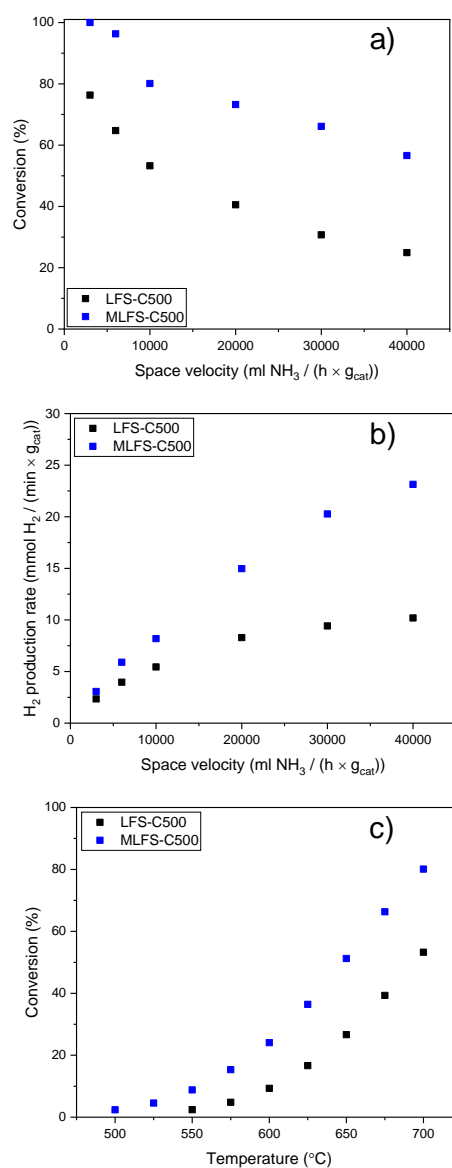 a)
100
80
60
40
20
0
Conversion (%)
LFS-C500
MLFS-C500
0 10000 20000 30000 40000
Space velocity (ml NH₃ / (h × g_cat))
b)
30
25
20
15
10
5
0
H₂ production rate (mmol H₂ / (min × g_cat))
LFS-C500
MLFS-C500
0 10000 20000 30000 40000
Space velocity (ml NH₃ / (h × g_cat))
c)
100
80
60
40
20
0
Conversion (%)
LFS-C500
MLFS-C500
500 550 600 650 700
Temperature (°C)